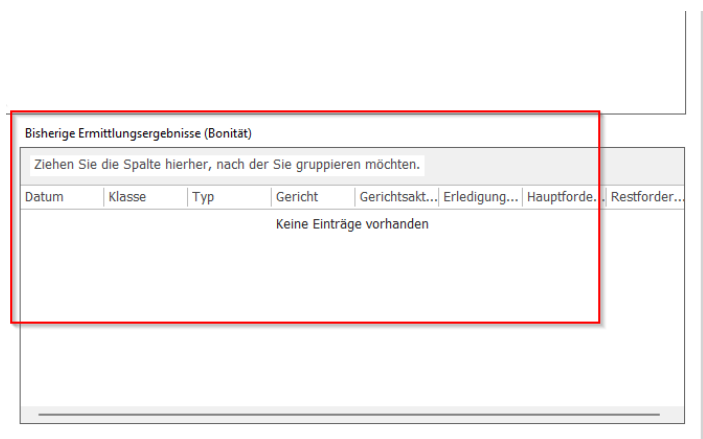 Bisherige Ermittlungsergebnisse (Bonität)
Ziehen Sie die Spalte hierher, nach der Sie gruppieren möchten.
Datum Klasse Typ Gericht Gerichtsakt... Erledigung... Hauptforde... Restforder...
Keine Einträge vorhanden